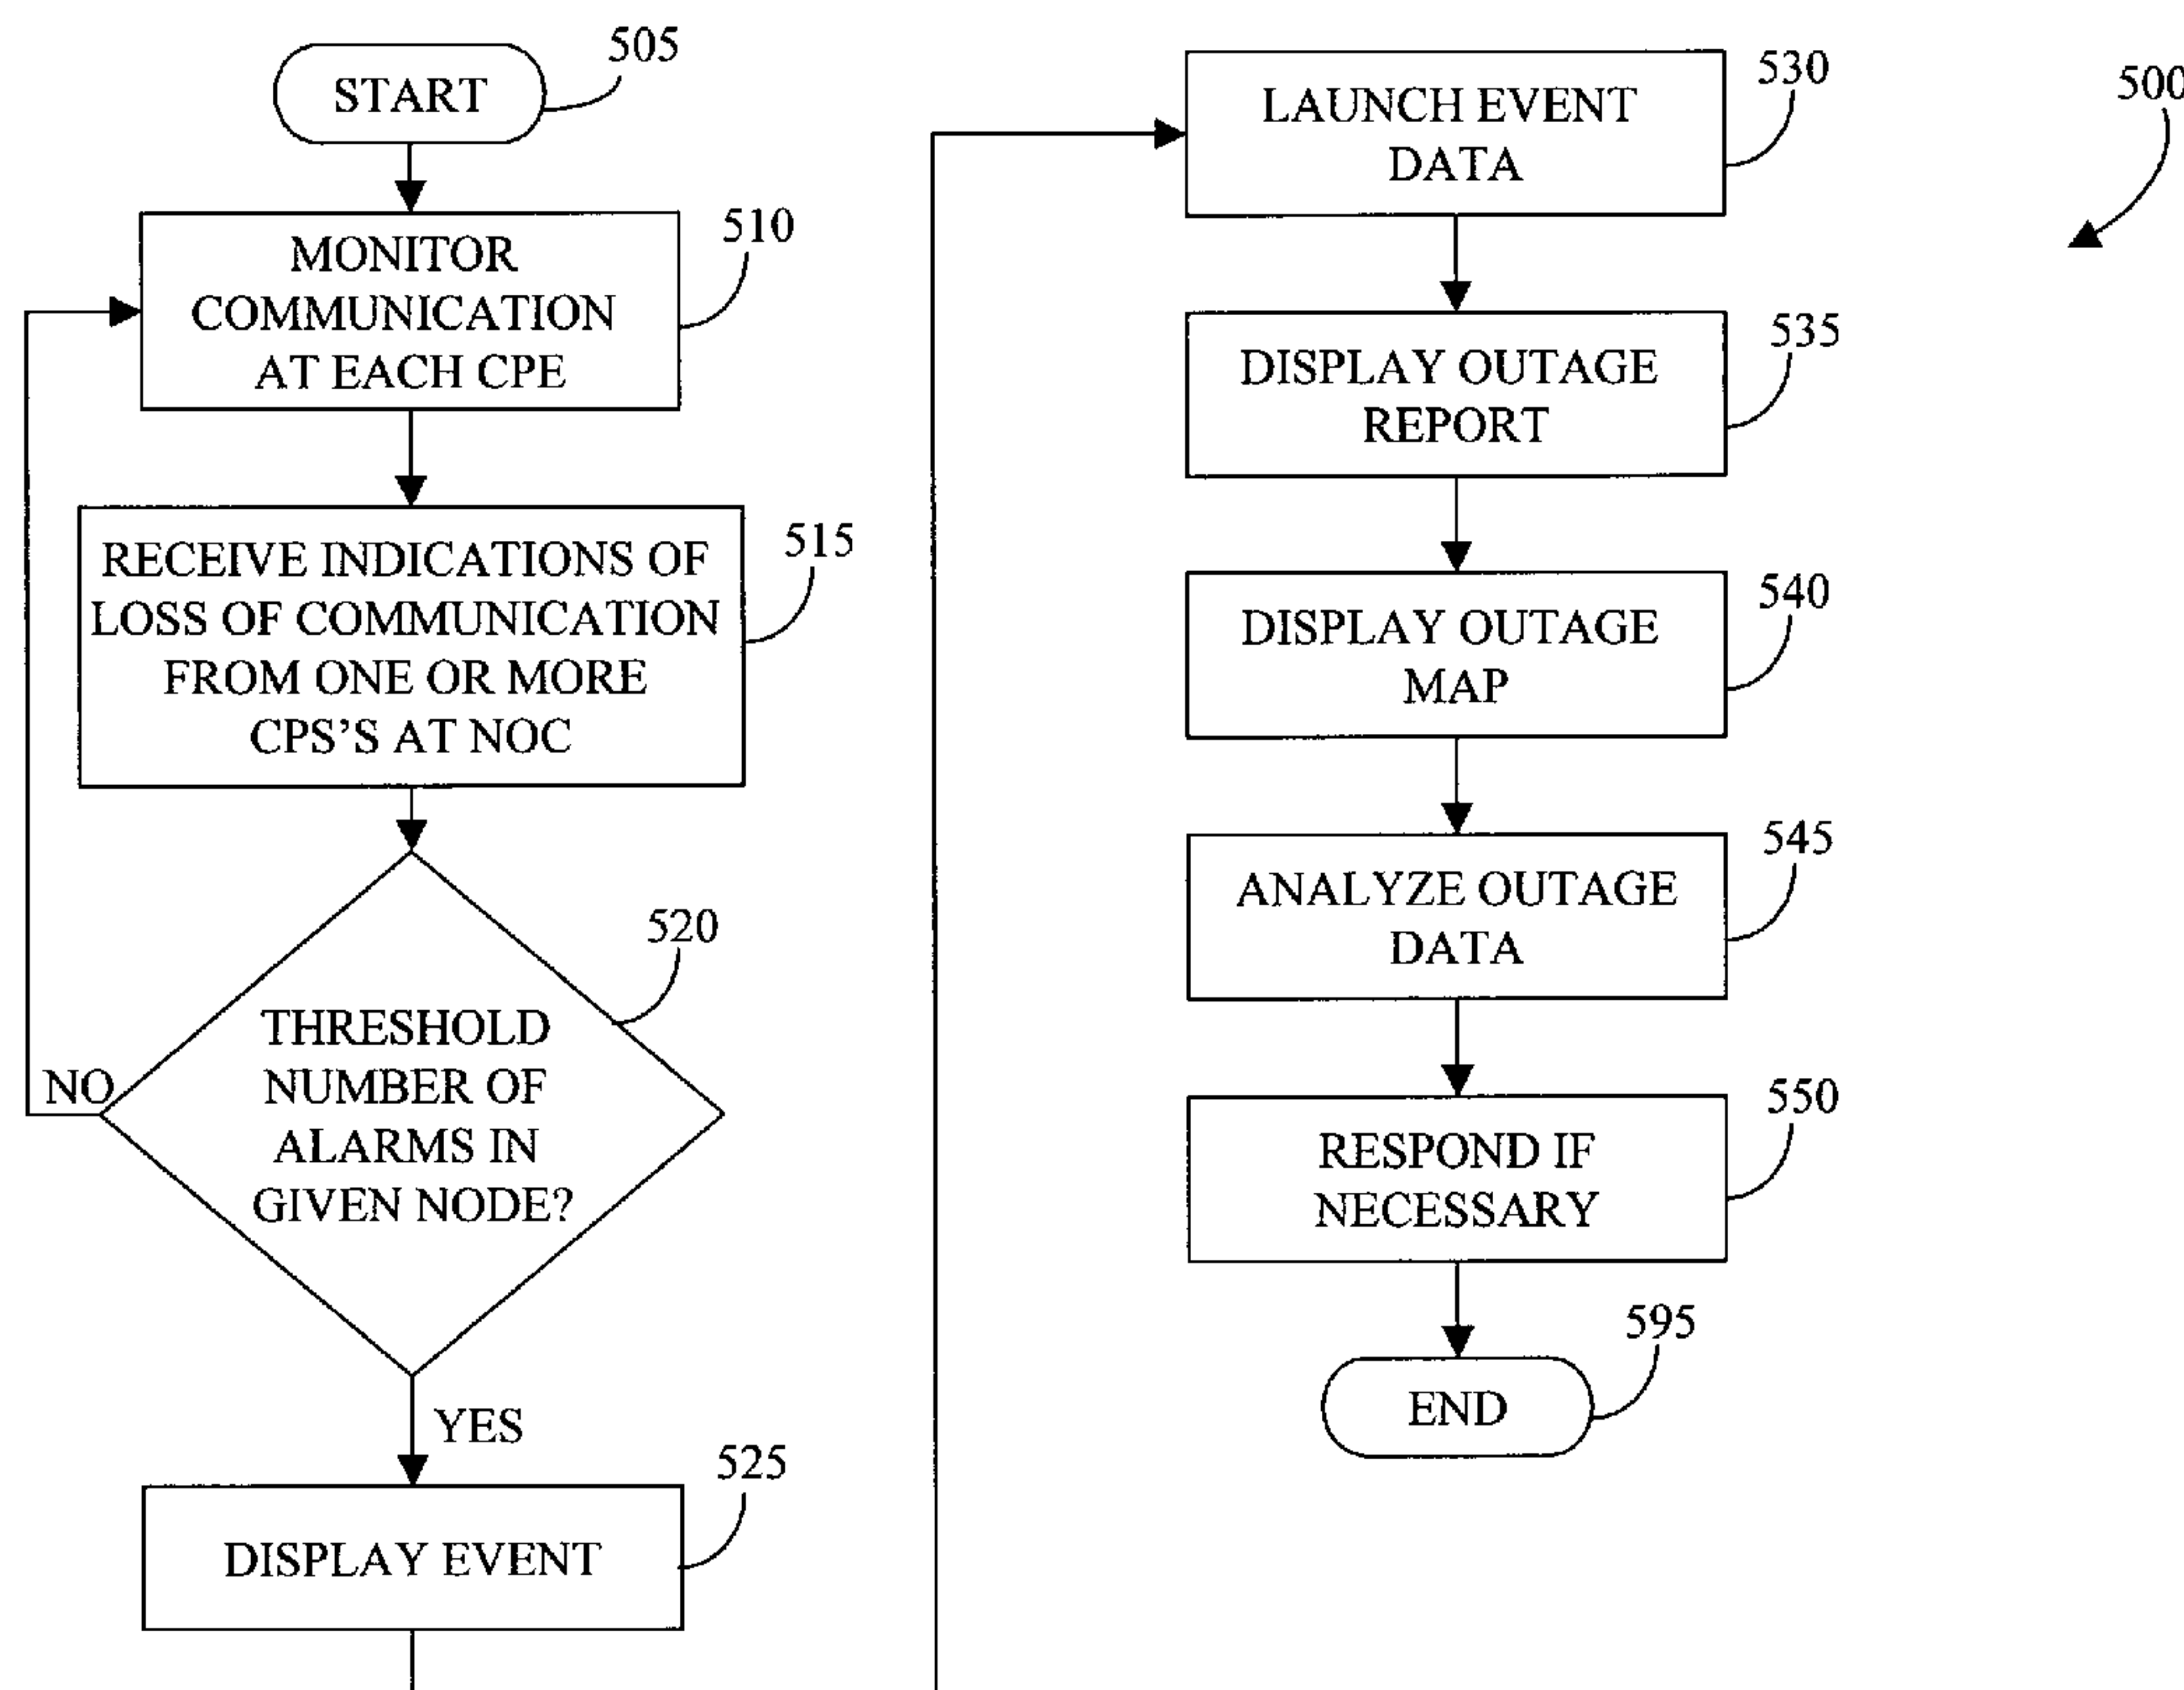 START
505
MONITOR
COMMUNICATION
AT EACH CPE
510
RECEIVE INDICATIONS OF
LOSS OF COMMUNICATION
FROM ONE OR MORE
CPS'S AT NOC
515
THRESHOLD
NUMBER OF
ALARMS IN
GIVEN NODE?
520
NO
YES
DISPLAY EVENT
525
LAUNCH EVENT
DATA
530
DISPLAY OUTAGE
REPORT
535
DISPLAY OUTAGE
MAP
540
ANALYZE OUTAGE
DATA
545
RESPOND IF
NECESSARY
550
END
595
500